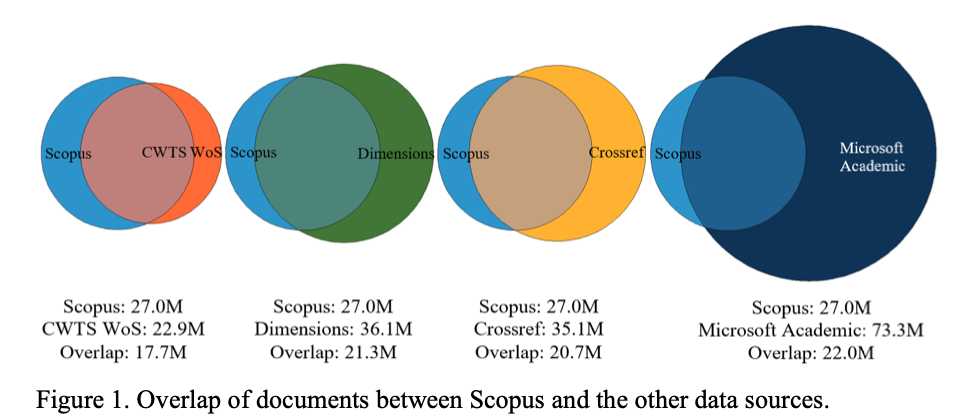 Scopus
CWTS WoS
Scopus
Dimensions
Scopus
Crossref
Scopus
Microsoft
Academic
Scopus: 27.0M
CWTS WoS: 22.9M
Overlap: 17.7M
Scopus: 27.0M
Dimensions: 36.1M
Overlap: 21.3M
Scopus: 27.0M
Crossref: 35.1M
Overlap: 20.7M
Scopus: 27.0M
Microsoft Academic: 73.3M
Overlap: 22.0M
Figure 1. Overlap of documents between Scopus and the other data sources.